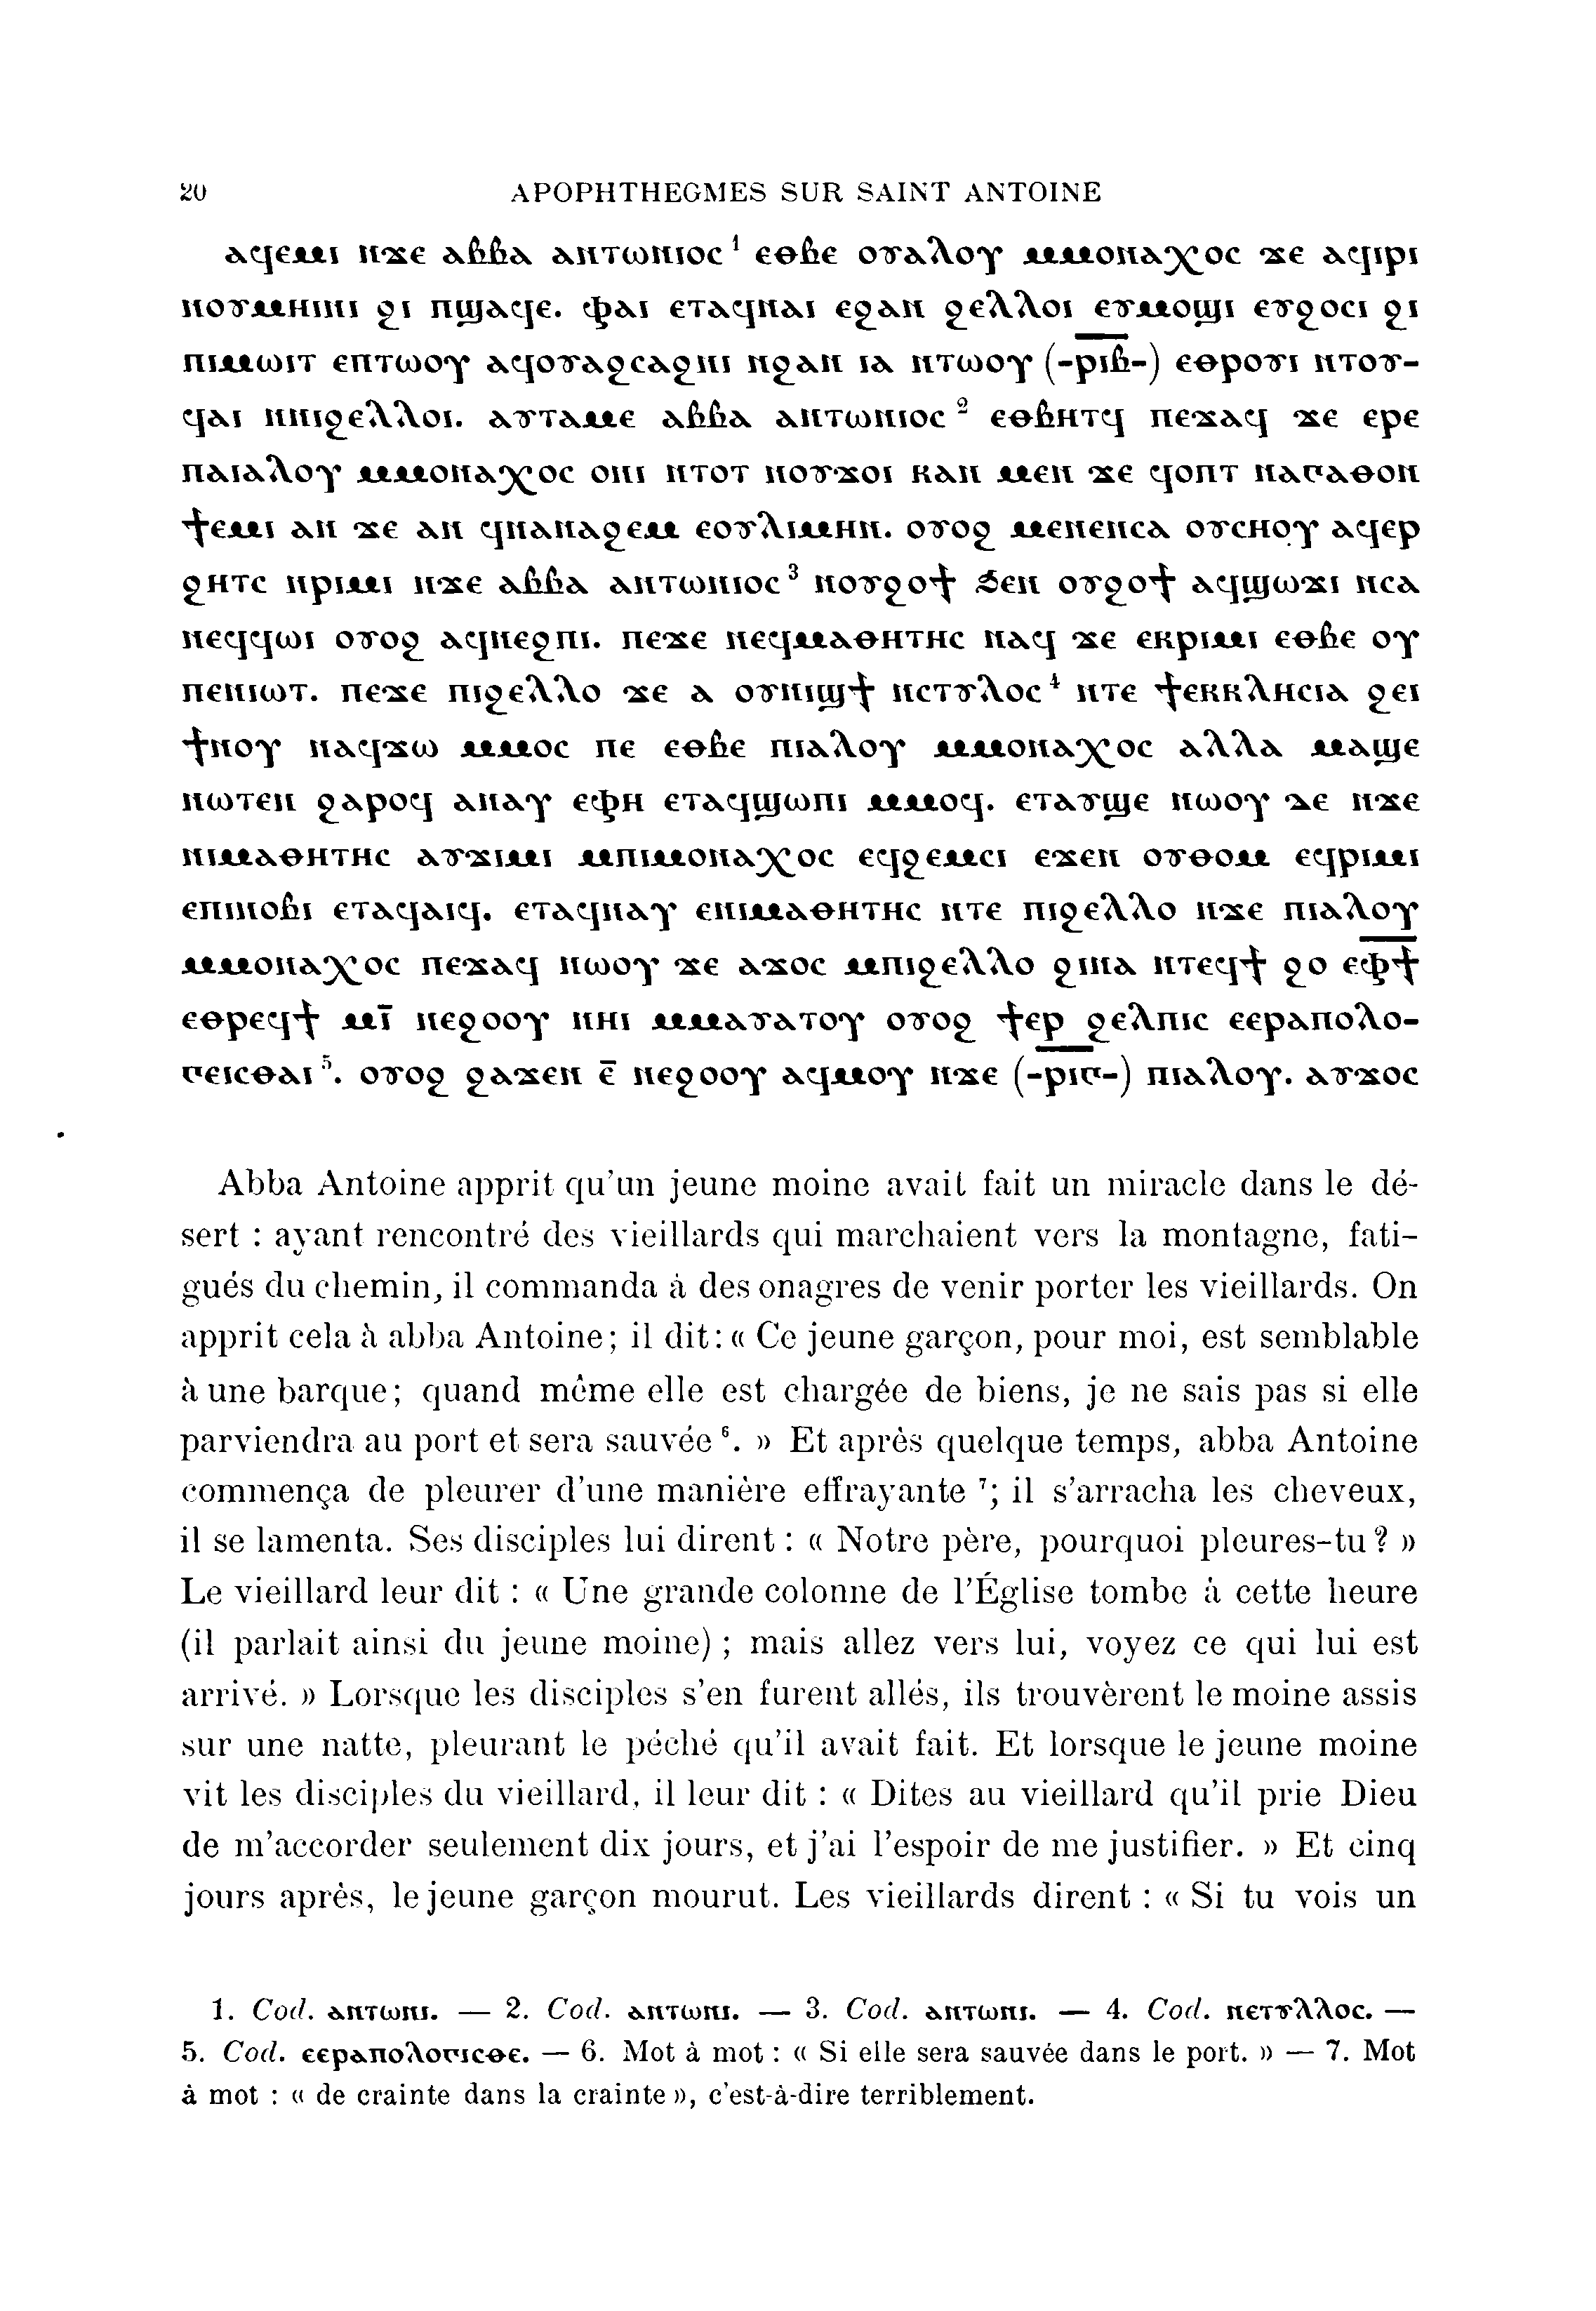 20 APOPHTHEGMES SUR SAINT ANTOINE
ⲁϥⲉⲙⲓ ⲛϫⲉ ⲁⲃⲃⲁ ⲁⲛⲧⲱⲛⲓⲟⲥ¹ ⲉⲑⲃⲉ ⲟⲩⲁⲗⲟⲩ ⲙⲙⲟⲛⲁⲭⲟⲥ ϫⲉ ⲁϥⲓⲣⲓ
ⲛⲟⲩⲙⲏⲓⲛⲓ ϩⲓ ⲡϣⲁϥⲉ. ⲫⲁⲓ ⲉⲧⲁϥⲛⲁⲓ ⲉϩⲁⲛ ϩⲉⲗⲗⲟⲓ ⲉⲩⲙⲟϣⲓ ⲉⲩϩⲟⲥⲓ ϩⲓ
ⲡⲓⲙⲱⲓⲧ ⲉⲡⲧⲱⲟⲩ ⲁϥⲟⲩⲁϩⲥⲁϩⲛⲓ ⲛϩⲁⲛ ⲓⲁ ⲛⲧⲱⲟⲩ (-ⲣⲓⲃ̅-) ⲉⲑⲣⲟⲩⲓ ⲛⲧⲟⲩ-
ϥⲁⲓ ⲛⲛⲓϩⲉⲗⲗⲟⲓ. ⲁⲩⲧⲁⲙⲉ ⲁⲃⲃⲁ ⲁⲛⲧⲱⲛⲓⲟⲥ² ⲉⲑⲃⲏⲧϥ ⲡⲉϫⲁϥ ϫⲉ ⲉⲣⲉ
ⲡⲁⲓⲁⲗⲟⲩ ⲙⲙⲟⲛⲁⲭⲟⲥ ⲟⲛⲓ ⲛⲧⲟⲧ ⲛⲟⲩϫⲟⲓ ⲕⲁⲛ ⲙⲉⲛ ϫⲉ ϥⲟⲡⲧ ⲛⲁⲅⲁⲑⲟⲛ
ϯⲉⲙⲓ ⲁⲛ ϫⲉ ⲁⲛ ϥⲛⲁⲛⲁϩⲉⲙ ⲉⲟⲩⲗⲓⲙⲏⲛ. ⲟⲩⲟϩ ⲙⲉⲛⲉⲛⲥⲁ ⲟⲩⲥⲛⲟⲩ ⲁϥⲉⲣ
ϩⲏⲧⲥ ⲛⲣⲓⲙⲓ ⲛϫⲉ ⲁⲃⲃⲁ ⲁⲛⲧⲱⲛⲓⲟⲥ³ ⲛⲟⲩϩⲟϯ ϧⲉⲛ ⲟⲩϩⲟϯ ⲁϥϣⲱϫⲓ ⲛⲥⲁ
ⲛⲉϥϥⲱⲓ ⲟⲩⲟϩ ⲁϥⲛⲉϩⲡⲓ. ⲡⲉϫⲉ ⲛⲉϥⲙⲁⲑⲏⲧⲏⲥ ⲛⲁϥ ϫⲉ ⲉⲕⲣⲓⲙⲓ ⲉⲑⲃⲉ ⲟⲩ
ⲡⲉⲛⲓⲱⲧ. ⲡⲉϫⲉ ⲡⲓϩⲉⲗⲗⲟ ϫⲉ ⲁ ⲟⲩⲛⲓϣϯ ⲛⲥⲧⲩⲗⲟⲥ⁴ ⲛⲧⲉ ϯⲉⲕⲕⲗⲏⲥⲓⲁ ϩⲉⲓ
ϯⲛⲟⲩ ⲛⲁϥϫⲱ ⲙⲙⲟⲥ ⲡⲉ ⲉⲑⲃⲉ ⲡⲓⲁⲗⲟⲩ ⲙⲙⲟⲛⲁⲭⲟⲥ ⲁⲗⲗⲁ ⲙⲁϣⲉ
ⲛⲱⲧⲉⲛ ϩⲁⲣⲟϥ ⲁⲛⲁⲩ ⲉⲫⲏ ⲉⲧⲁϥϣⲱⲡⲓ ⲙⲙⲟϥ. ⲉⲧⲁⲩϣⲉ ⲛⲱⲟⲩ ⲇⲉ ⲛϫⲉ
ⲛⲓⲙⲁⲑⲏⲧⲏⲥ ⲁⲩϫⲓⲙⲓ ⲙⲡⲓⲙⲟⲛⲁⲭⲟⲥ ⲉϥϩⲉⲙⲥⲓ ⲉϫⲉⲛ ⲟⲩⲑⲟⲙ ⲉϥⲣⲓⲙⲓ
ⲉⲡⲓⲛⲟⲃⲓ ⲉⲧⲁϥⲁⲓϥ. ⲉⲧⲁϥⲛⲁⲩ ⲉⲛⲓⲙⲁⲑⲏⲧⲏⲥ ⲛⲧⲉ ⲡⲓϩⲉⲗⲗⲟ ⲛϫⲉ ⲡⲓⲁⲗⲟⲩ
ⲙⲙⲟⲛⲁⲭⲟⲥ ⲡⲉϫⲁϥ ⲛⲱⲟⲩ ϫⲉ ⲁϫⲟⲥ ⲙⲡⲓϩⲉⲗⲗⲟ ϩⲓⲛⲁ ⲛⲧⲉϥϯ ϩⲟ ⲉⲫ̅ϯ̅
ⲉⲑⲣⲉϥϯ ⲙⲓ̅ ⲛⲉϩⲟⲟⲩ ⲛⲏⲓ ⲙⲙⲁⲩⲁⲧⲟⲩ ⲟⲩⲟϩ ϯⲉⲣ ϩⲉⲗⲡⲓⲥ ⲉⲉⲣⲁⲡⲟⲗⲟ-
ⲅⲉⲓⲥⲑⲁⲓ⁵. ⲟⲩⲟϩ ϩⲁϫⲉⲛ ⲉ̅ ⲛⲉϩⲟⲟⲩ ⲁϥⲙⲟⲩ ⲛϫⲉ (-ⲣⲓⲅ̅-) ⲡⲓⲁⲗⲟⲩ. ⲁⲩϫⲟⲥ
Abba Antoine apprit qu'un jeune moine avait fait un miracle dans le dé-
sert : ayant rencontré des vieillards qui marchaient vers la montagne, fati-
gués du chemin, il commanda à des onagres de venir porter les vieillards. On
apprit cela à abba Antoine; il dit: « Ce jeune garçon, pour moi, est semblable
à une barque; quand même elle est chargée de biens, je ne sais pas si elle
parviendra au port et sera sauvée⁶. » Et après quelque temps, abba Antoine
commença de pleurer d'une manière effrayante⁷; il s'arracha les cheveux,
il se lamenta. Ses disciples lui dirent : « Notre père, pourquoi pleures-tu? »
Le vieillard leur dit : « Une grande colonne de l'Église tombe à cette heure
(il parlait ainsi du jeune moine) ; mais allez vers lui, voyez ce qui lui est
arrivé. » Lorsque les disciples s'en furent allés, ils trouvèrent le moine assis
sur une natte, pleurant le péché qu'il avait fait. Et lorsque le jeune moine
vit les disciples du vieillard, il leur dit : « Dites au vieillard qu'il prie Dieu
de m'accorder seulement dix jours, et j'ai l'espoir de me justifier. » Et cinq
jours après, le jeune garçon mourut. Les vieillards dirent : « Si tu vois un
1. Cod. ⲁⲛⲧⲱⲛⲓ. — 2. Cod. ⲁⲛⲧⲱⲛⲓ. — 3. Cod. ⲁⲛⲧⲱⲛⲓ. — 4. Cod. ⲛⲉⲧⲩⲗⲗⲟⲥ. —
5. Cod. ⲉⲉⲣⲁⲡⲟⲗⲟⲅⲓⲥⲑⲉ. — 6. Mot à mot : « Si elle sera sauvée dans le port. » — 7. Mot
à mot : « de crainte dans la crainte », c'est-à-dire terriblement.